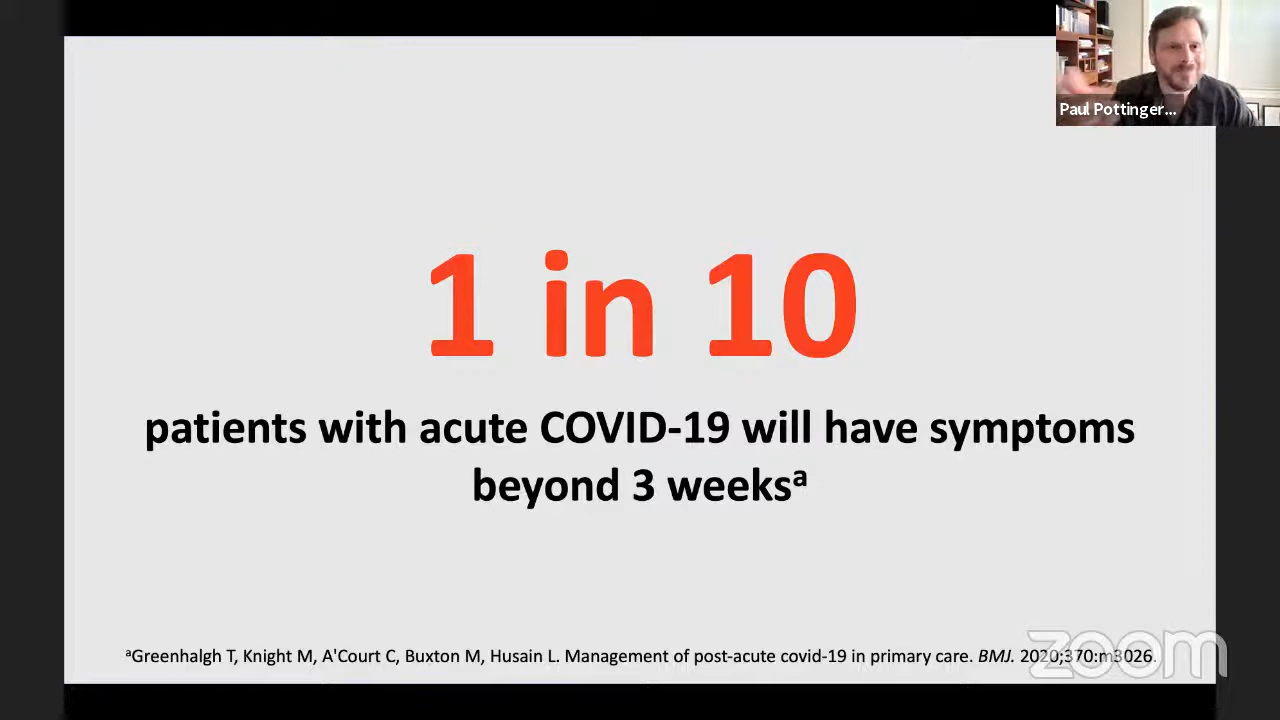 Paul Pottinger...
1 in 10
patients with acute COVID-19 will have symptoms
beyond 3 weeksᵃ
ᵃGreenhalgh T, Knight M, A'Court C, Buxton M, Husain L. Management of post-acute covid-19 in primary care. BMJ. 2020;370:m3026.
zoom